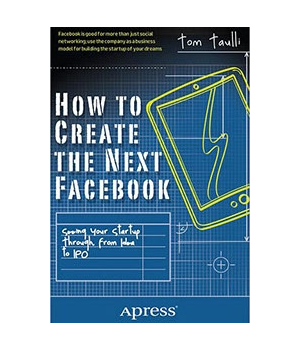 Facebook is good for more than just social
networking; use the company as a business
model for building the startup of your dreams
Tom Taulli
HOW TO
CREATE
THE NEXT
FACEBOOK
Seeing Your Startup
through from Idea
to IPO
Apress®